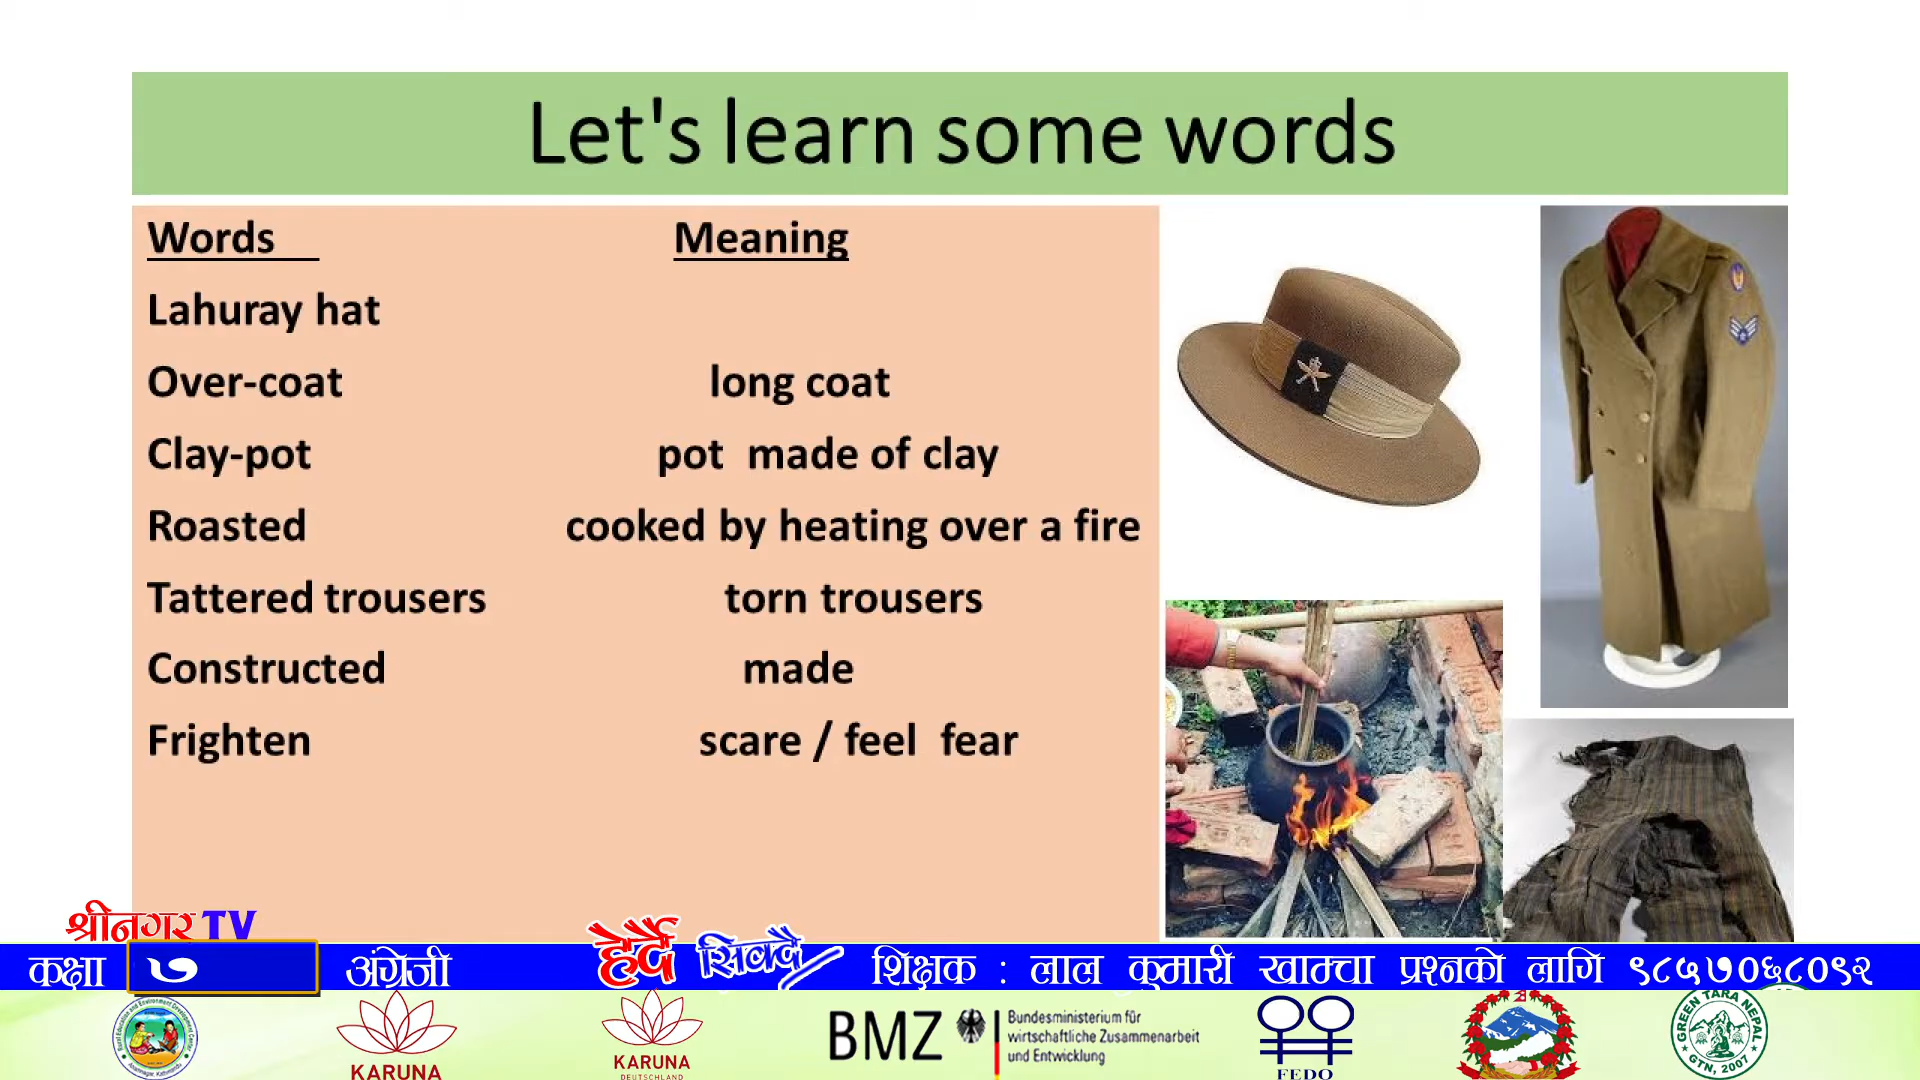 Let's learn some words
Words Meaning
Lahuray hat
Over-coat long coat
Clay-pot pot made of clay
Roasted cooked by heating over a fire
Tattered trousers torn trousers
Constructed made
Frighten scare / feel fear
श्रीनगर TV
कक्षा ७ अंग्रेजी हेर्दै सिक्दै शिक्षक : लाल कुमारी खाम्चा प्रश्नको लागि ९८५७०६८०९२
KARUNA
KARUNA
DEUTSCHLAND
BMZ
Bundesministerium für
wirtschaftliche Zusammenarbeit
und Entwicklung
FEDO
GREEN TARA NEPAL
GTN, 2007